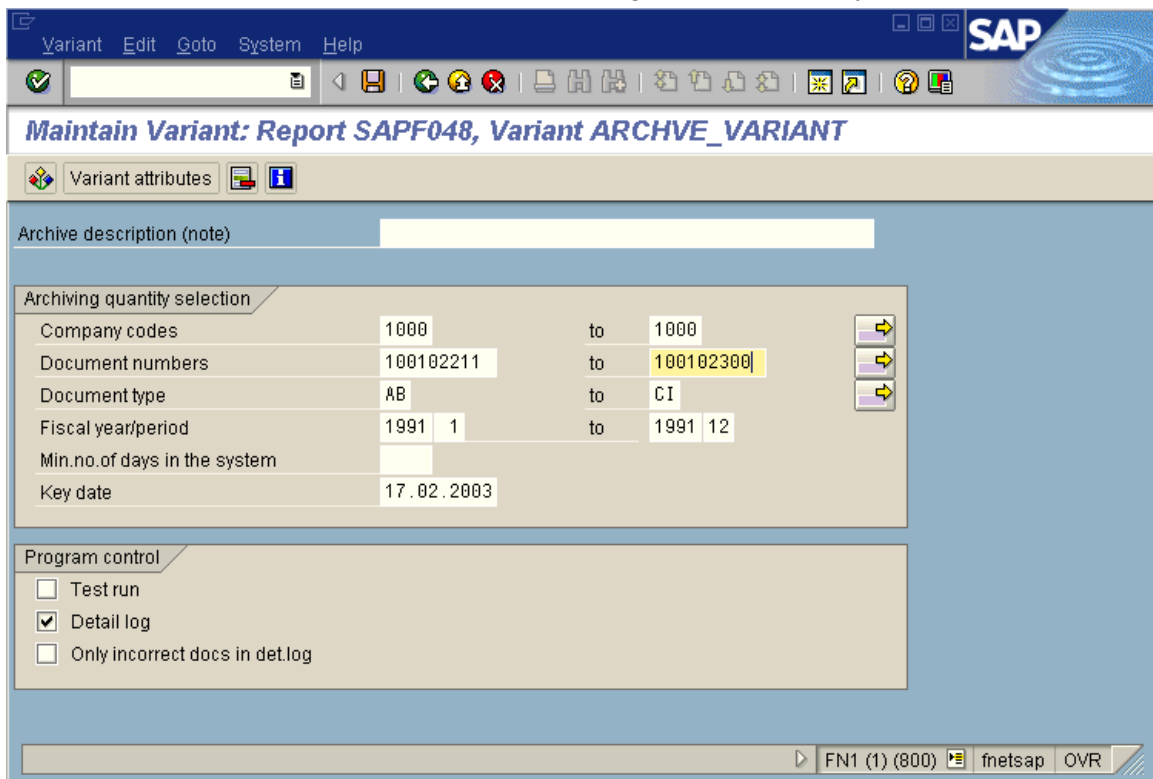 Variant Edit Goto System Help
SAP
Maintain Variant: Report SAPF048, Variant ARCHVE_VARIANT
Variant attributes
Archive description (note)
Archiving quantity selection
Company codes 1000 to 1000
Document numbers 100102211 to 100102300
Document type AB to CI
Fiscal year/period 1991 1 to 1991 12
Min.no.of days in the system
Key date 17.02.2003
Program control
Test run
Detail log
Only incorrect docs in det.log
FN1 (1) (800) fnetsap OVR